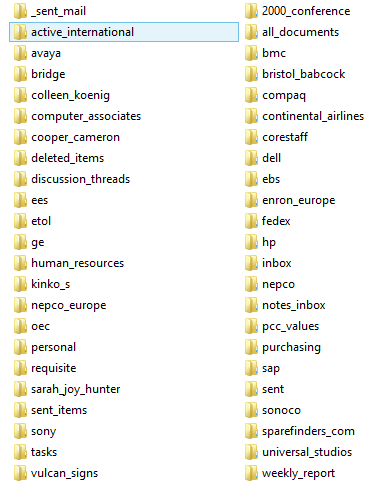 _sent_mail
2000_conference
active_international
all_documents
avaya
bmc
bridge
bristol_babcock
colleen_koenig
compaq
computer_associates
continental_airlines
cooper_cameron
corestaff
deleted_items
dell
discussion_threads
ebs
ees
enron_europe
etol
fedex
ge
hp
human_resources
inbox
kinko_s
nepco
nepco_europe
notes_inbox
oec
pcc_values
personal
purchasing
requisite
sap
sarah_joy_hunter
sent
sent_items
sonoco
sony
sparefinders_com
tasks
universal_studios
vulcan_signs
weekly_report